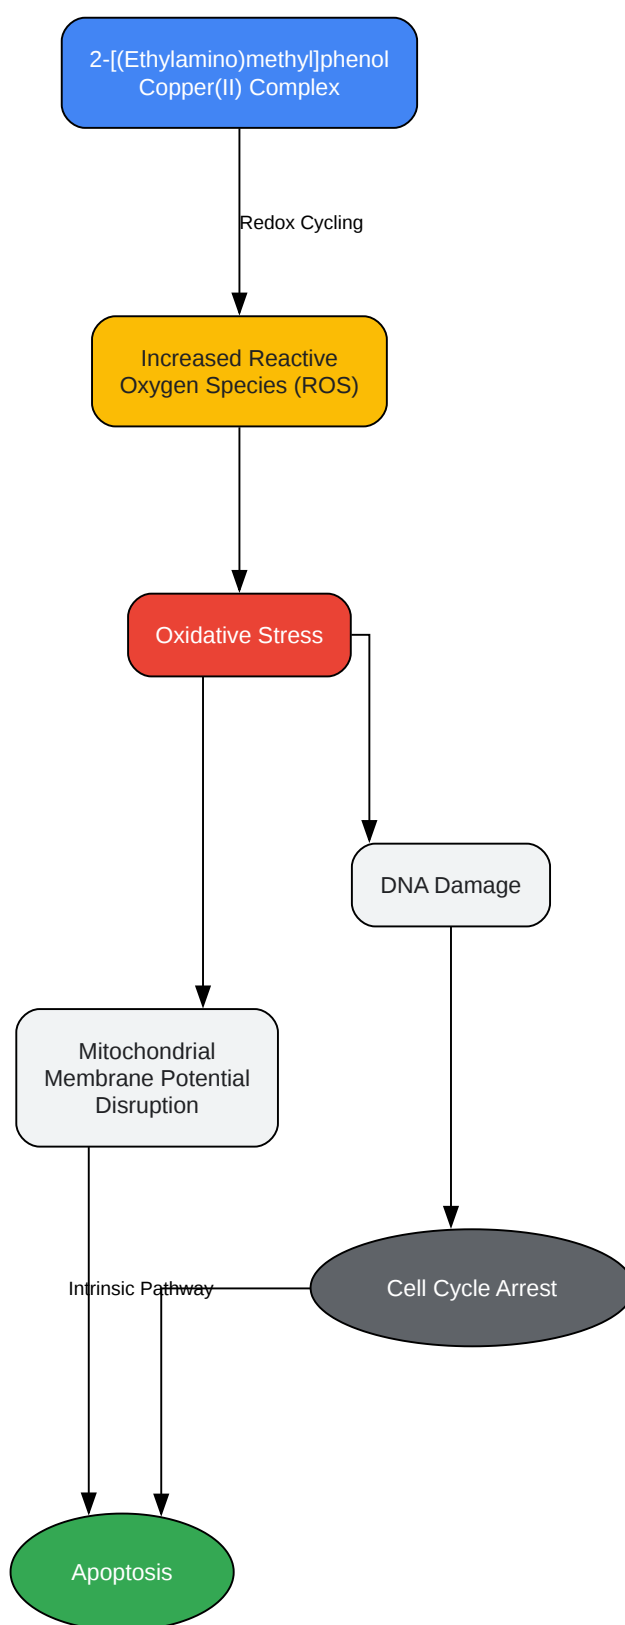 2-[(Ethylamino)methyl]phenol
Copper(II) Complex
Redox Cycling
Increased Reactive
Oxygen Species (ROS)
Oxidative Stress
DNA Damage
Mitochondrial
Membrane Potential
Disruption
Intrinsic Pathway
Cell Cycle Arrest
Apoptosis